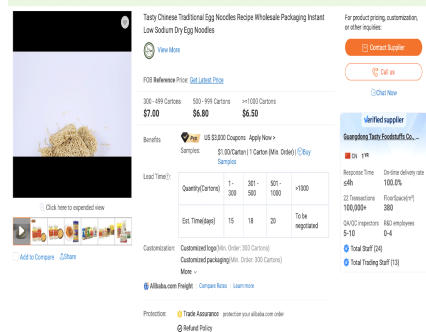 Tasty Chinese Traditional Egg Noodles Recipe Wholesale Packaging Instant
Low Sodium Dry Egg Noodles
View More
FOB Reference Price: Get Latest Price
300 - 499 Cartons 500 - 999 Cartons >=1000 Cartons
$7.00 $6.80 $6.50
Benefits Pro US $3,000 Coupons Apply Now >
Samples: $1.00/Carton | 1 Carton (Min. Order) | Buy
Samples
Lead Time
Quantity(Cartons) 1 - 300 301 - 500 501 - 1000 >1000
Est. Time(days) 15 18 20 To be negotiated
Click here to expended view
Add to Compare Share
Customization: Customized logo(Min. Order: 300 Cartons)
Customized packaging(Min. Order: 300 Cartons)
More
Alibaba.com Freight Compare Rates Learn more
Protection: Trade Assurance protection your alibaba.com order
Refund Policy
For product pricing, customization,
or other inquiries:
Contact Supplier
Call us
Chat Now
Verified supplier
Guangdong Tasty Foodstuffs Co., ...
CN 1YR
Response Time On-time delivery rate
≤4h 100.0%
22 Transactions FloorSpace(m²)
100,000+ 380
QA/QC inspectors R&D employees
5-10 0-4
Total Staff (24)
Total Trading Staff (13)